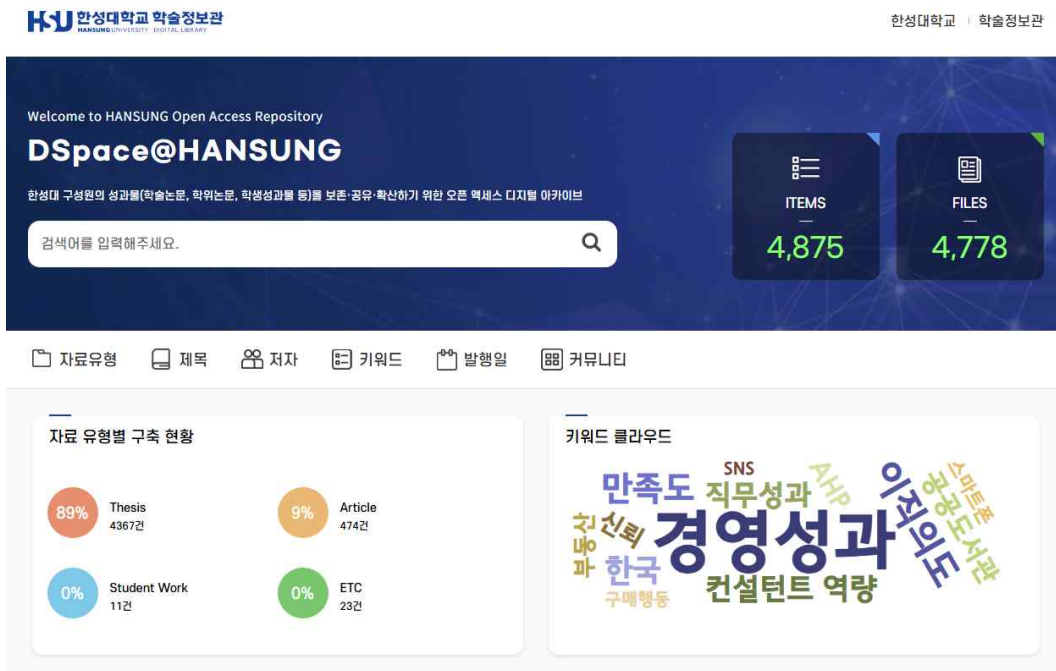 HSU 한성대학교 학술정보관
HANSUNG UNIVERSITY DIGITAL LIBRARY
한성대학교 | 학술정보관
Welcome to HANSUNG Open Access Repository
DSpace@HANSUNG
한성대 구성원의 성과물(학술논문, 학위논문, 학생성과물 등)를 보존·공유·확산하기 위한 오픈 액세스 디지털 아카이브
검색어를 입력해주세요.
ITEMS
4,875
FILES
4,778
자료유형 제목 저자 키워드 발행일 커뮤니티
자료 유형별 구축 현황
89% Thesis
4367건
9% Article
474건
0% Student Work
11건
0% ETC
23건
키워드 클라우드
SNS
만족도
직무성과
AHP
이직의도
스마트폰
공공도서관
부동산
신뢰
경영성과
한국
컨설턴트 역량
구매행동